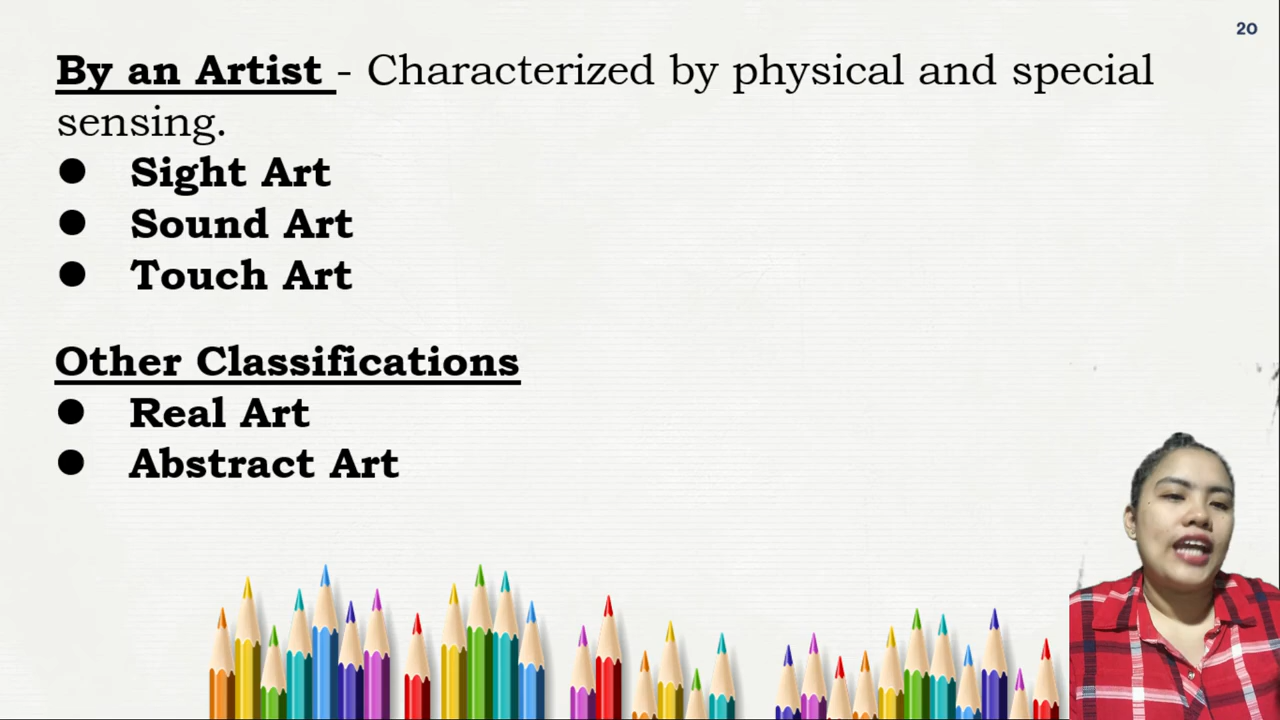 20
By an Artist - Characterized by physical and special
sensing.
● Sight Art
● Sound Art
● Touch Art
Other Classifications
● Real Art
● Abstract Art